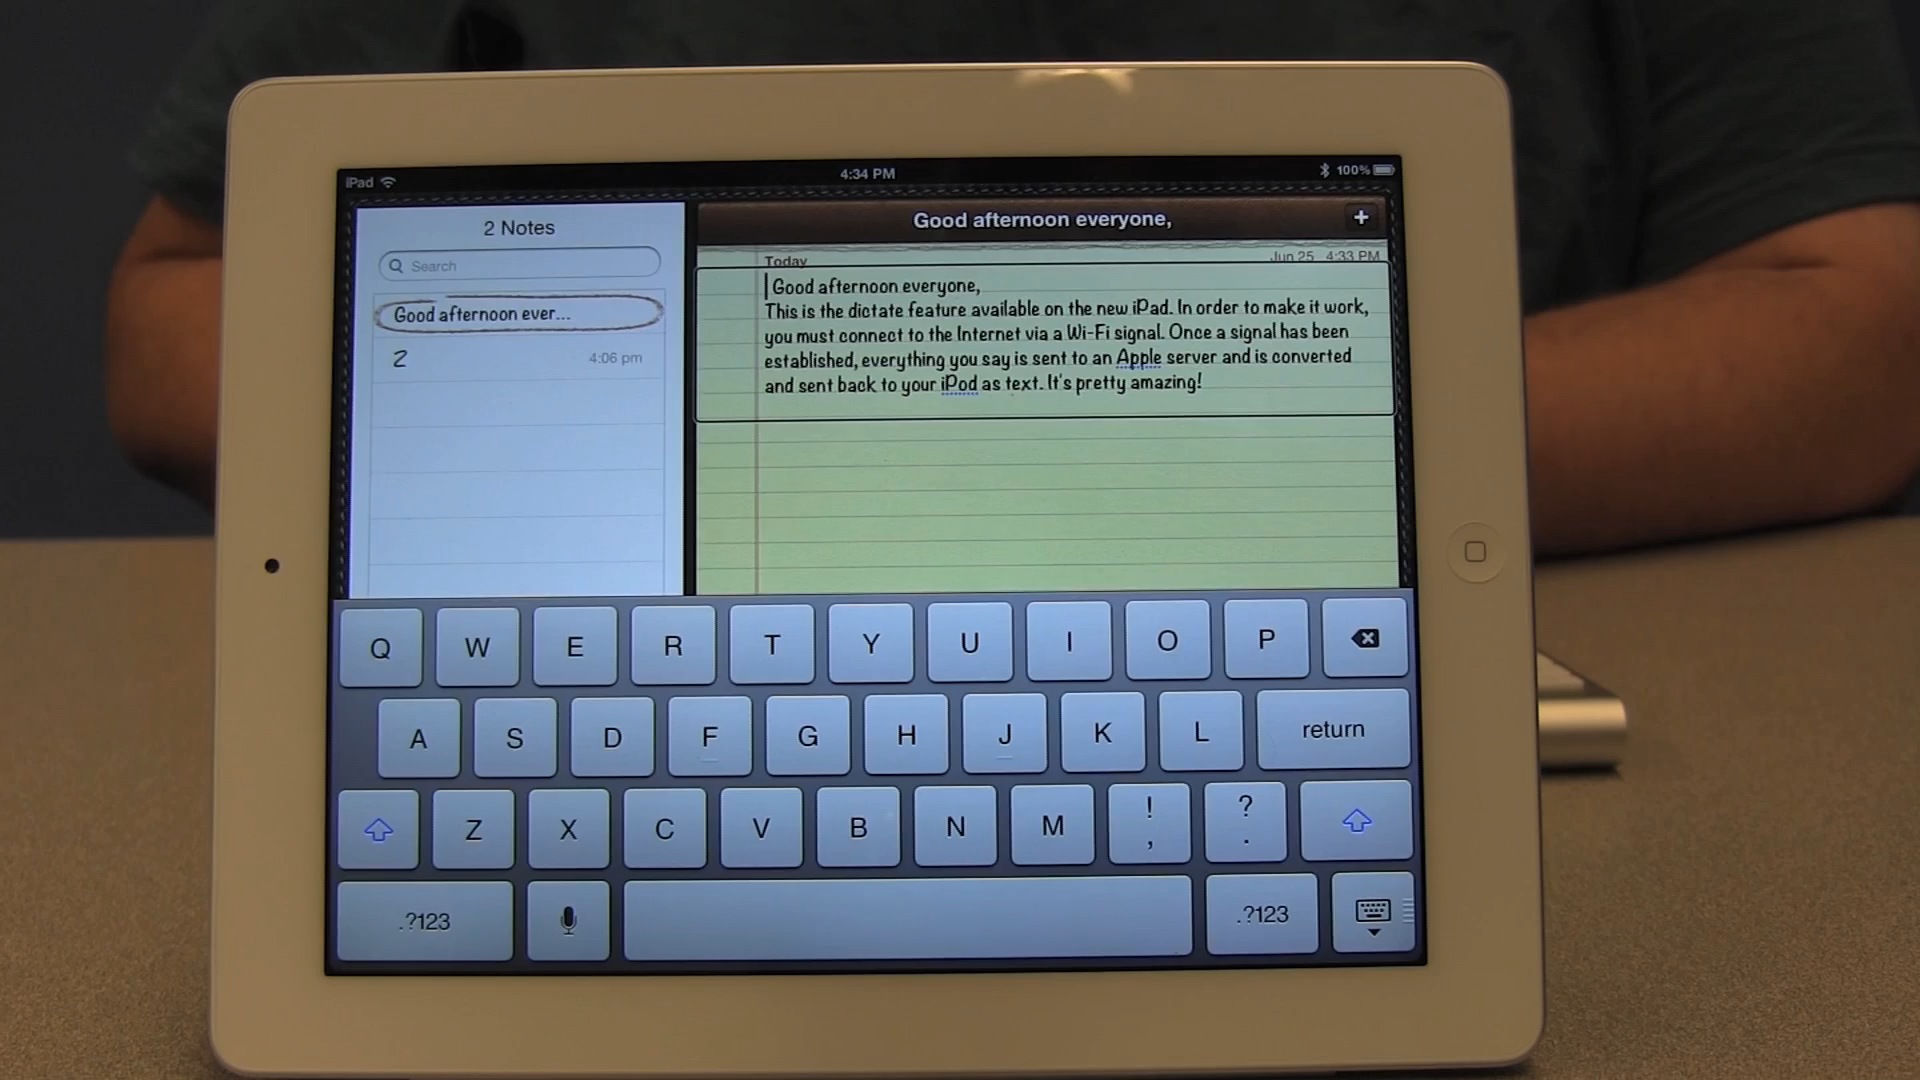 iPad
4:34 PM
100%
2 Notes
Search
Good afternoon ever...
2
4:06 pm
Good afternoon everyone,
+
Today
Jun 25 4:33 PM
Good afternoon everyone,
This is the dictate feature available on the new iPad. In order to make it work,
you must connect to the Internet via a Wi-Fi signal. Once a signal has been
established, everything you say is sent to an Apple server and is converted
and sent back to your iPod as text. It's pretty amazing!
Q W E R T Y U I O P
A S D F G H J K L return
Z X C V B N M ! , ? .
.?123 .?123